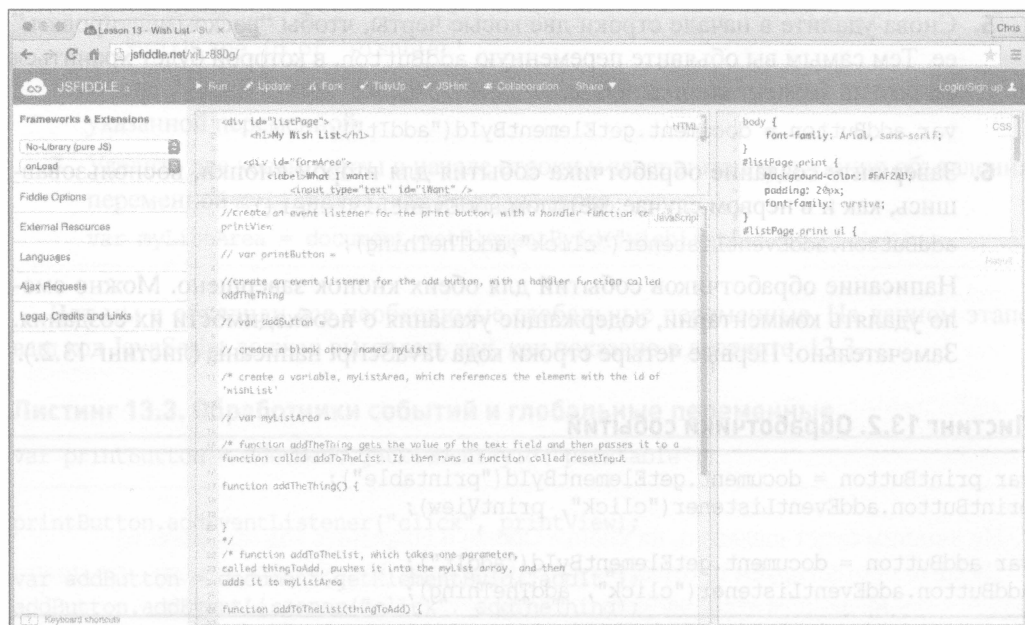 Lesson 13 - Wish List - St
Chris
jsfiddle.net/xjLz880g/
JSFIDDLE
Run Update Fork TidyUp JSHint Collaboration Share Login/Sign up
Frameworks & Extensions
No-Library (pure JS)
onLoad
Fiddle Options
External Resources
Languages
Ajax Requests
Legal, Credits and Links
Keyboard shortcuts
HTML
<div id="listPage">
<h1>My Wish List</h1>
<div id="formArea">
<label>What I want:
<input type="text" id="iWant" />
JavaScript
//create an event listener for the print button, with a handler function called
printView
// var printButton =
//create an event listener for the add button, with a handler function called
addTheThing
// var addButton =
// create a blank array named myList
/* create a variable, myListArea, which references the element with the id of
'wishList'
// var myListArea =
/* function addTheThing gets the value of the text field and then passes it to a
function called addToTheList. It then runs a function called resetInput
function addTheThing() {
}
*/
/* function addToTheList, which takes one parameter,
called thingToAdd, pushes it into the myList array, and then
adds it to myListArea
function addToTheList(thingToAdd) {
CSS
body {
font-family: Arial, sans-serif;
}
#listPage.print {
background-color:
padding: 20px;
font-family: cursive;
}
#listPage.print ul {
Result